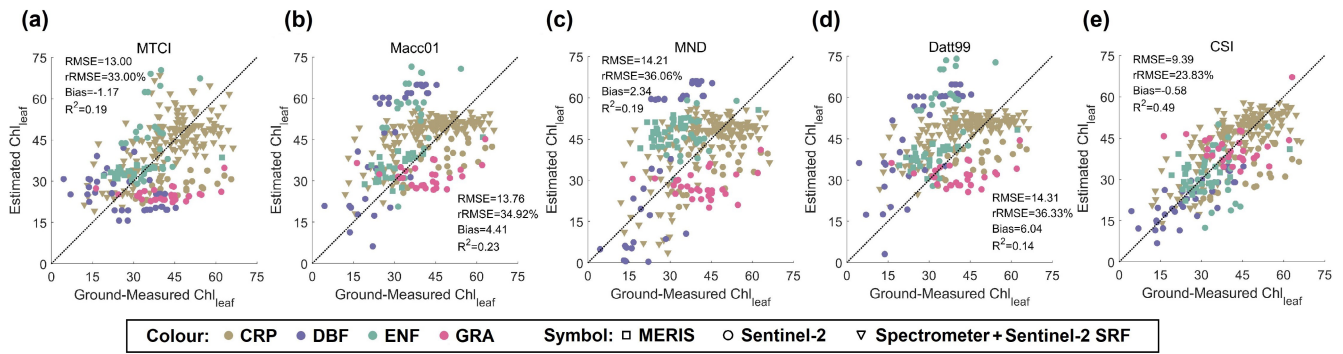 (a) (b) (c) (d) (e)
MTCI
RMSE=13.00
rRMSE=33.00%
Bias=-1.17
R²=0.19
75
60
45
30
15
0
Estimated Chl_leaf
0 15 30 45 60 75
Ground-Measured Chl_leaf
Macc01
RMSE=13.76
rRMSE=34.92%
Bias=4.41
R²=0.23
75
60
45
30
15
0
Estimated Chl_leaf
0 15 30 45 60 75
Ground-Measured Chl_leaf
MND
RMSE=14.21
rRMSE=36.06%
Bias=2.34
R²=0.19
75
60
45
30
15
0
Estimated Chl_leaf
0 15 30 45 60 75
Ground-Measured Chl_leaf
Datt99
RMSE=14.31
rRMSE=36.33%
Bias=6.04
R²=0.14
75
60
45
30
15
0
Estimated Chl_leaf
0 15 30 45 60 75
Ground-Measured Chl_leaf
CSI
RMSE=9.39
rRMSE=23.83%
Bias=-0.58
R²=0.49
75
60
45
30
15
0
Estimated Chl_leaf
0 15 30 45 60 75
Ground-Measured Chl_leaf
Colour: CRP DBF ENF GRA Symbol: MERIS Sentinel-2 Spectrometer+Sentinel-2 SRF